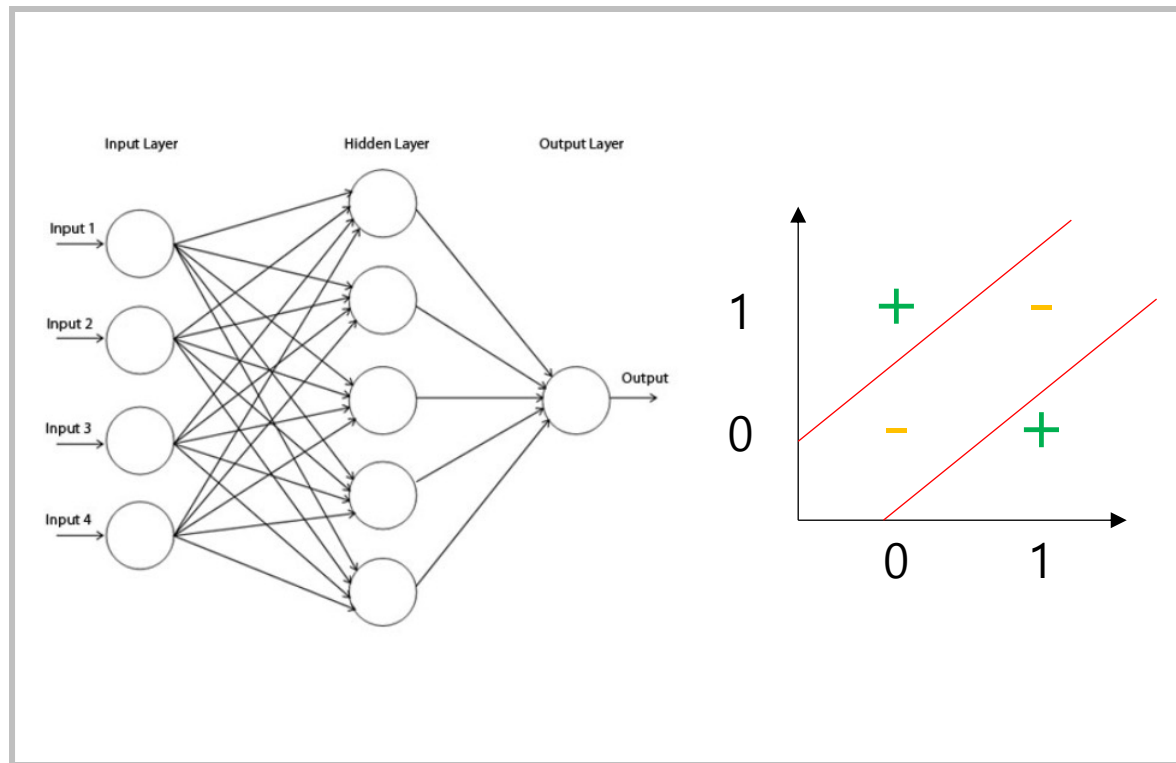 Input Layer
Hidden Layer
Output Layer
Input 1
Input 2
Input 3
Input 4
Output
1
0
0
1
+
-
-
+